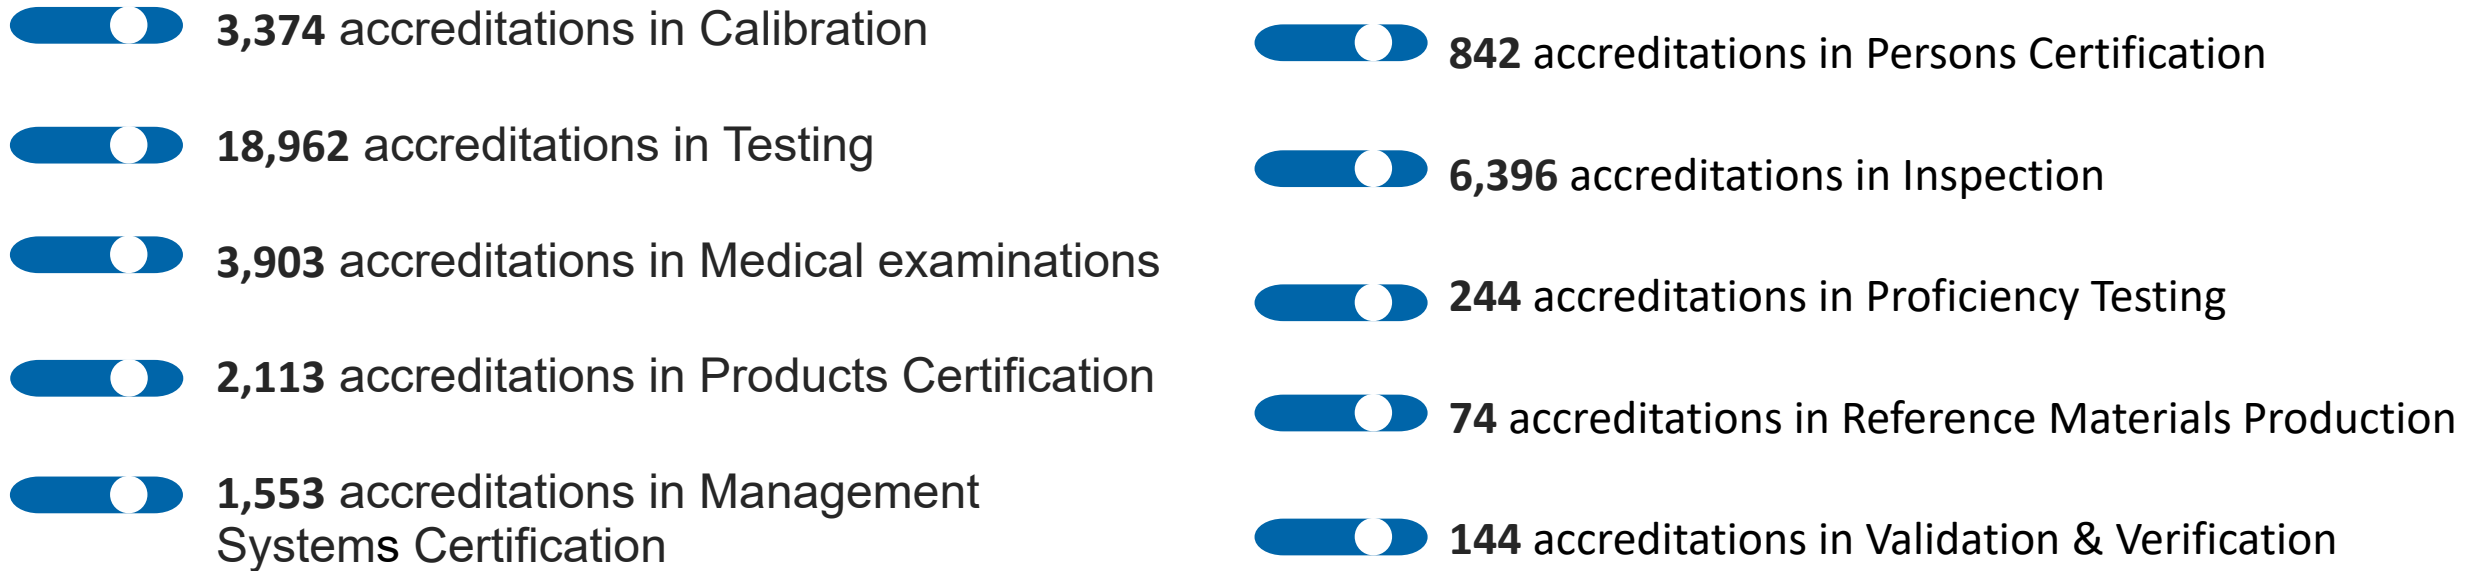 3,374 accreditations in Calibration
18,962 accreditations in Testing
3,903 accreditations in Medical examinations
2,113 accreditations in Products Certification
1,553 accreditations in Management
Systems Certification
842 accreditations in Persons Certification
6,396 accreditations in Inspection
244 accreditations in Proficiency Testing
74 accreditations in Reference Materials Production
144 accreditations in Validation & Verification